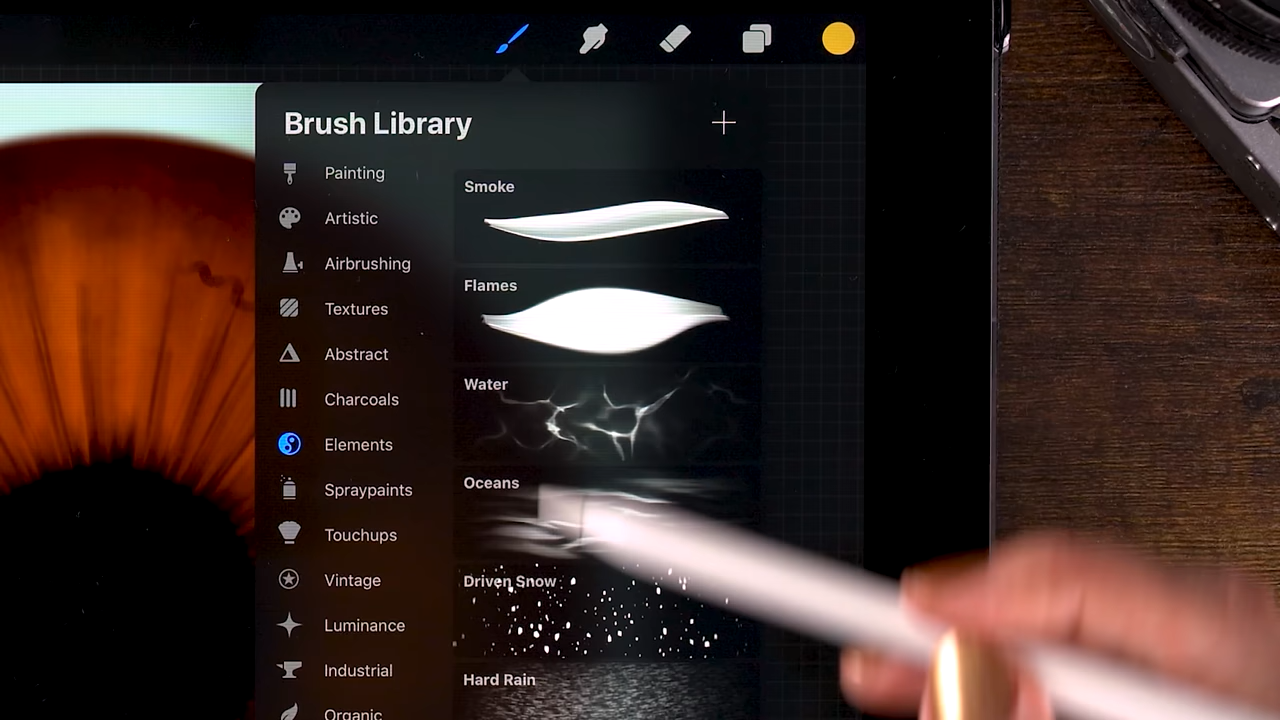 Brush Library
Painting
Artistic
Airbrushing
Textures
Abstract
Charcoals
Elements
Spraypaints
Touchups
Vintage
Luminance
Industrial
Organic
Smoke
Flames
Water
Oceans
Driven Snow
Hard Rain